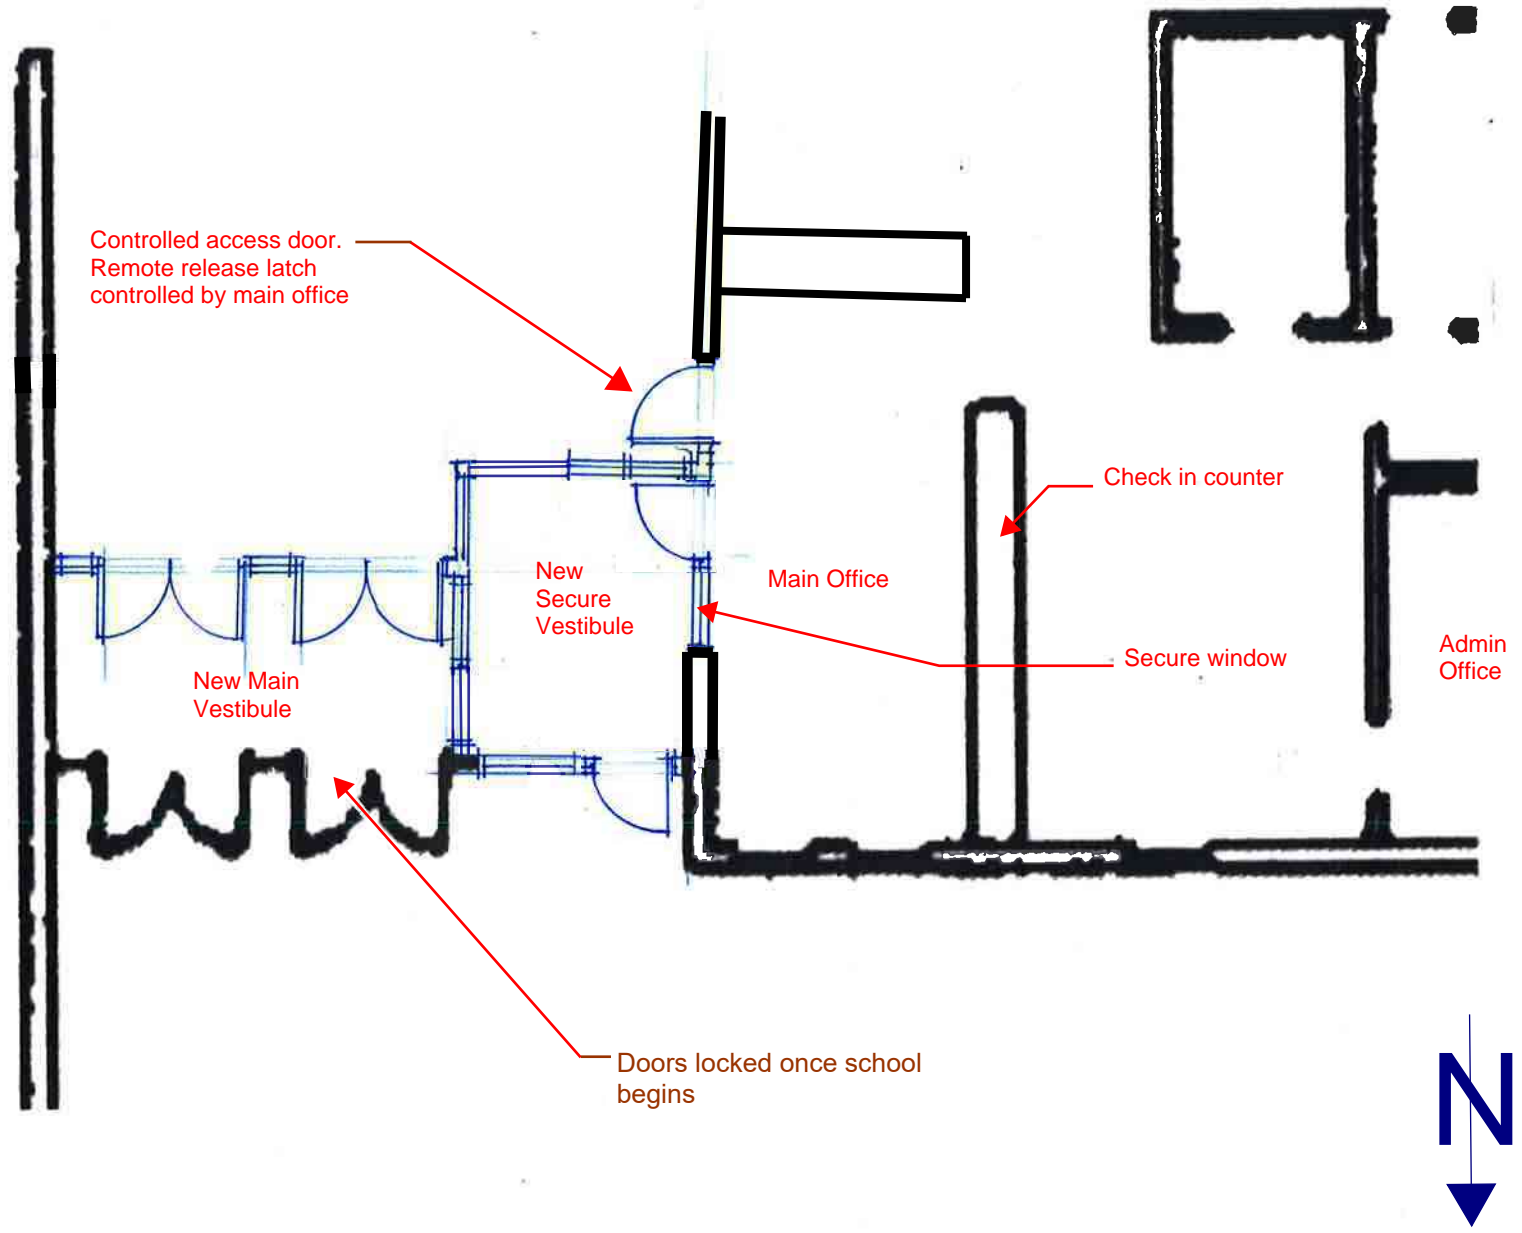 Controlled access door.
Remote release latch
controlled by main office
Check in counter
New
Secure
Vestibule
Main Office
Secure window
Admin
Office
New Main
Vestibule
Doors locked once school
begins
N